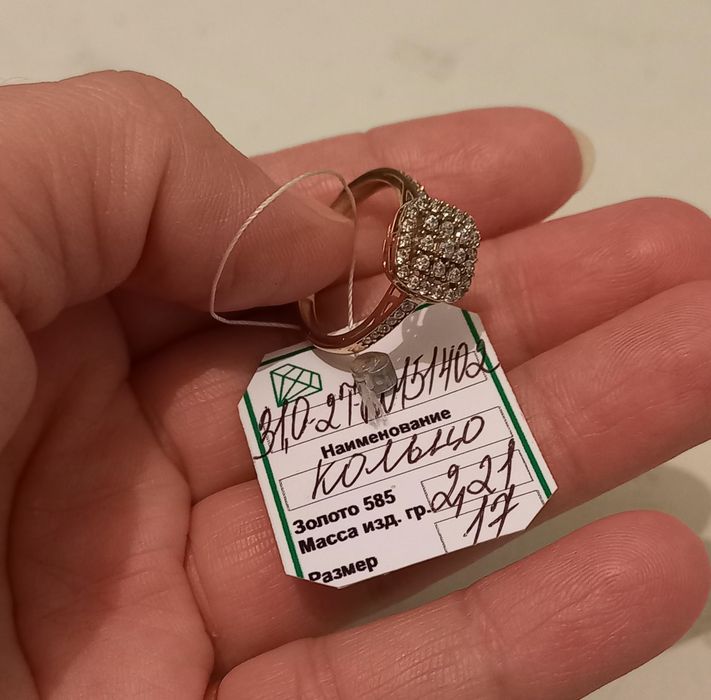 Наименование
кольцо
Золото 585
Масса изд. гр. 2,21
Размер 17